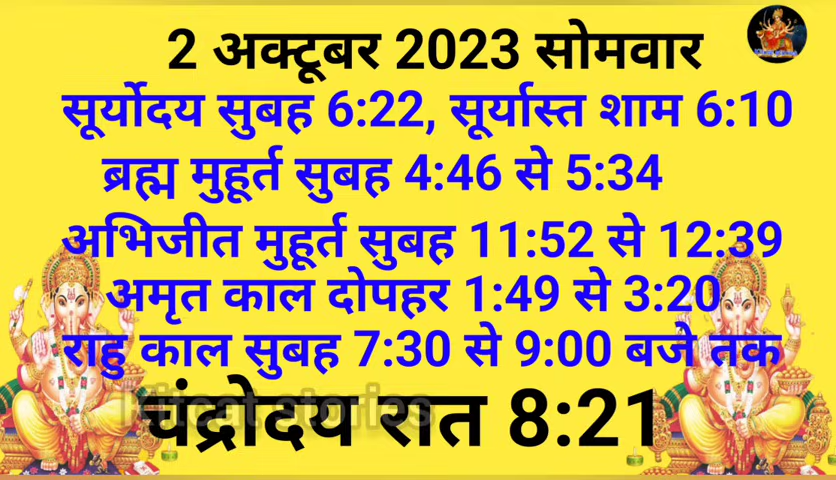 2 अक्टूबर 2023 सोमवार
सूर्योदय सुबह 6:22, सूर्यास्त शाम 6:10
ब्रह्म मुहूर्त सुबह 4:46 से 5:34
अभिजीत मुहूर्त सुबह 11:52 से 12:39
अमृत काल दोपहर 1:49 से 3:20
राहु काल सुबह 7:30 से 9:00 बजे तक
चंद्रोदय रात 8:21
kitcat stories